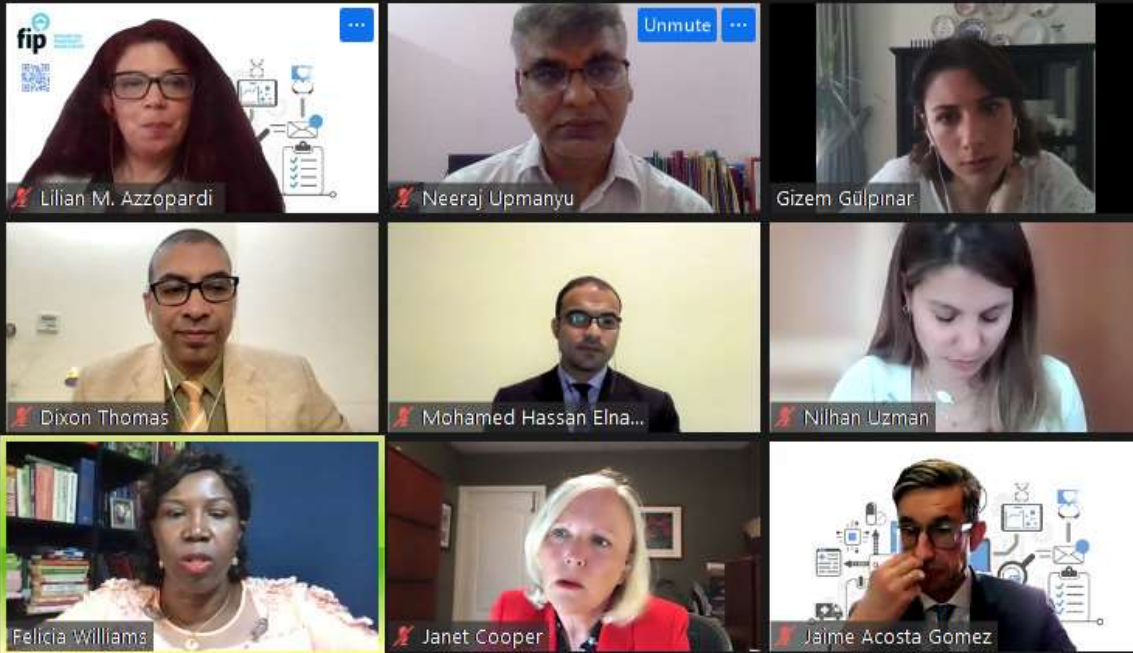 fip
Unmute
Lilian M. Azzopardi
Neeraj Upmanyu
Gizem Gülpınar
Dixon Thomas
Mohamed Hassan Elna...
Nilhan Uzman
Felicia Williams
Janet Cooper
Jaime Acosta Gomez